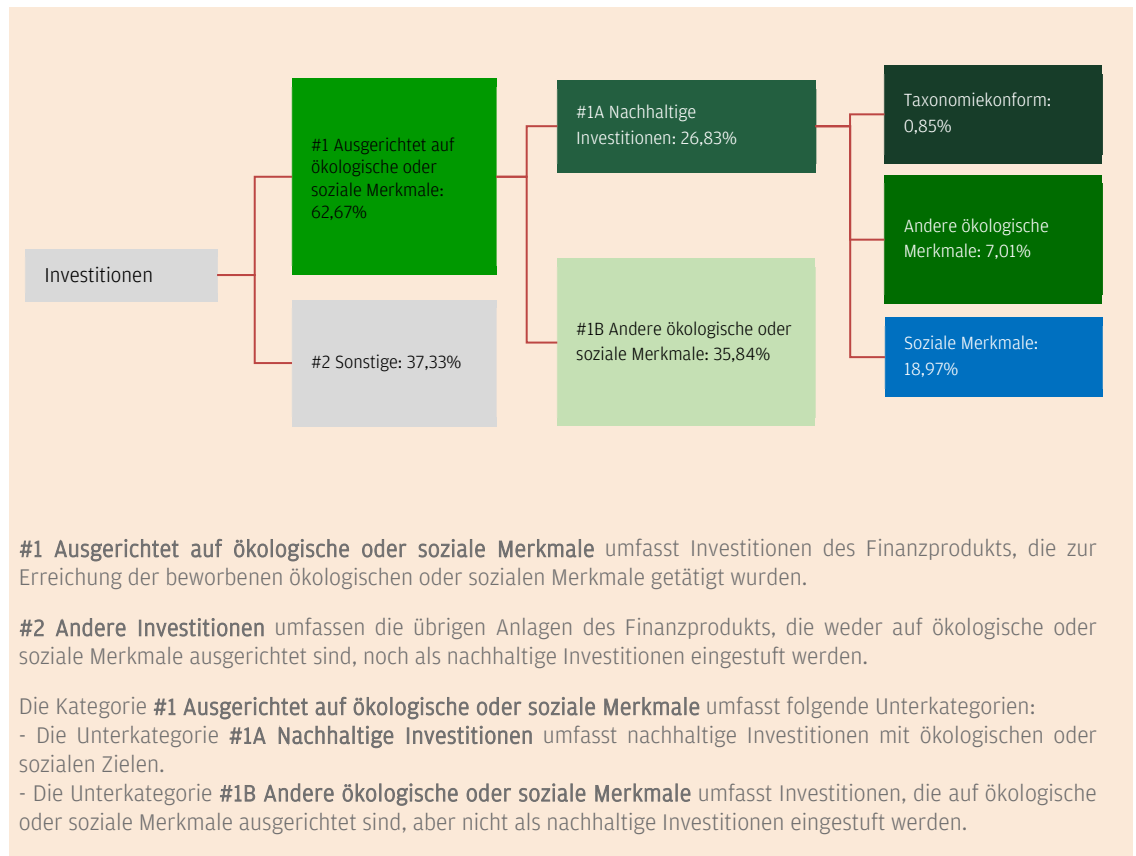 Investitionen
#1 Ausgerichtet auf
ökologische oder
soziale Merkmale:
62,67%
#2 Sonstige: 37,33%
#1A Nachhaltige
Investitionen: 26,83%
#1B Andere ökologische oder
soziale Merkmale: 35,84%
Taxonomiekonform:
0,85%
Andere ökologische
Merkmale: 7,01%
Soziale Merkmale:
18,97%
#1 Ausgerichtet auf ökologische oder soziale Merkmale umfasst Investitionen des Finanzprodukts, die zur
Erreichung der beworbenen ökologischen oder sozialen Merkmale getätigt wurden.
#2 Andere Investitionen umfassen die übrigen Anlagen des Finanzprodukts, die weder auf ökologische oder
soziale Merkmale ausgerichtet sind, noch als nachhaltige Investitionen eingestuft werden.
Die Kategorie #1 Ausgerichtet auf ökologische oder soziale Merkmale umfasst folgende Unterkategorien:
- Die Unterkategorie #1A Nachhaltige Investitionen umfasst nachhaltige Investitionen mit ökologischen oder
sozialen Zielen.
- Die Unterkategorie #1B Andere ökologische oder soziale Merkmale umfasst Investitionen, die auf ökologische
oder soziale Merkmale ausgerichtet sind, aber nicht als nachhaltige Investitionen eingestuft werden.